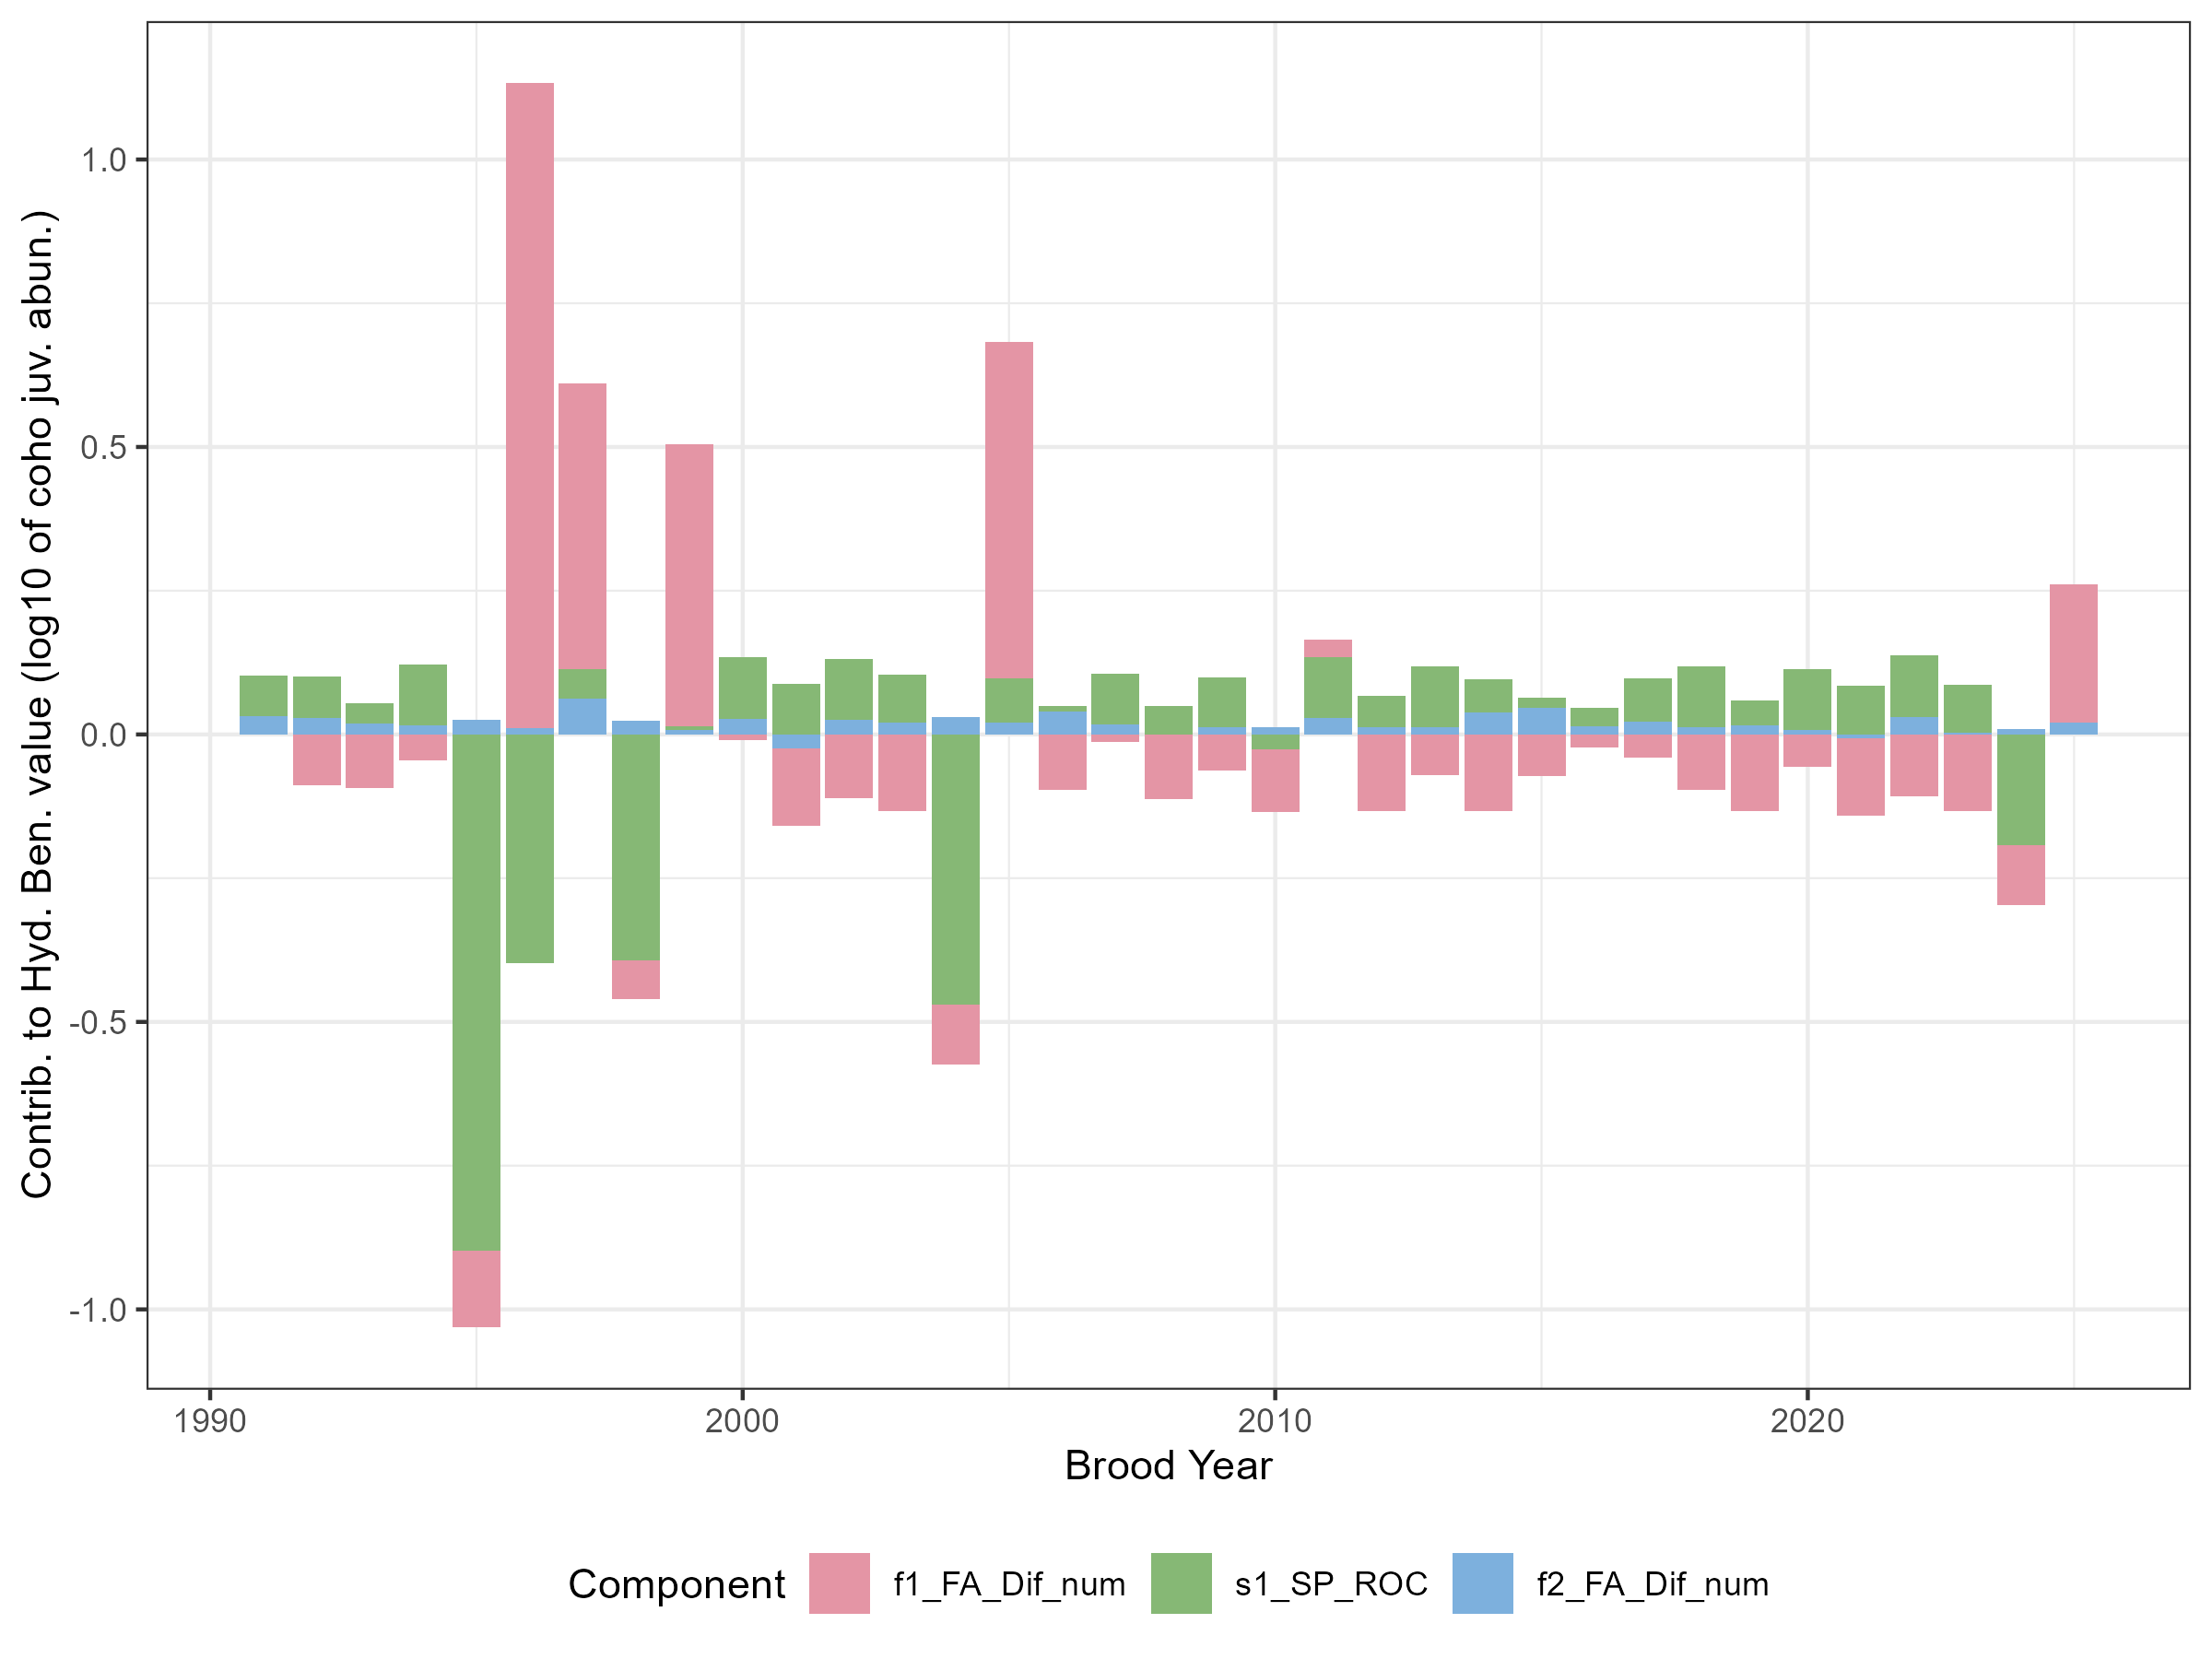 Contrib. to Hyd. Ben. value (log10 of coho juv. abun.)
1.0
0.5
0.0
-0.5
-1.0
1990
2000
2010
2020
Brood Year
Component
f1_FA_Dif_num
s1_SP_ROC
f2_FA_Dif_num